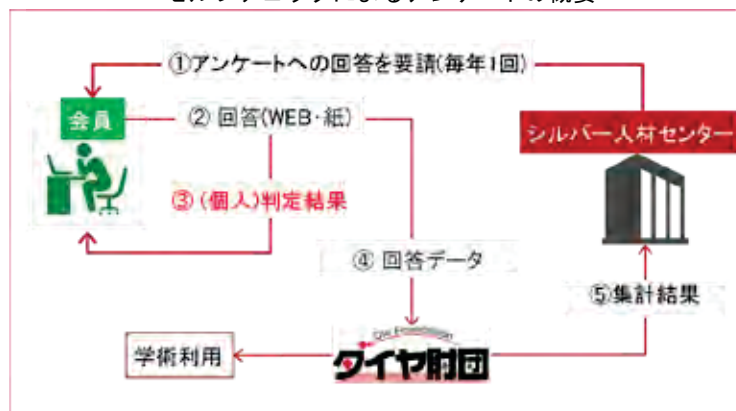 ①アンケートへの回答を要請(毎年1回)
会員
②回答(WEB・紙)
シルバー人材センター
③(個人)判定結果
④回答データ
⑤集計結果
学術利用
Dia Foundation
ダイヤ財団